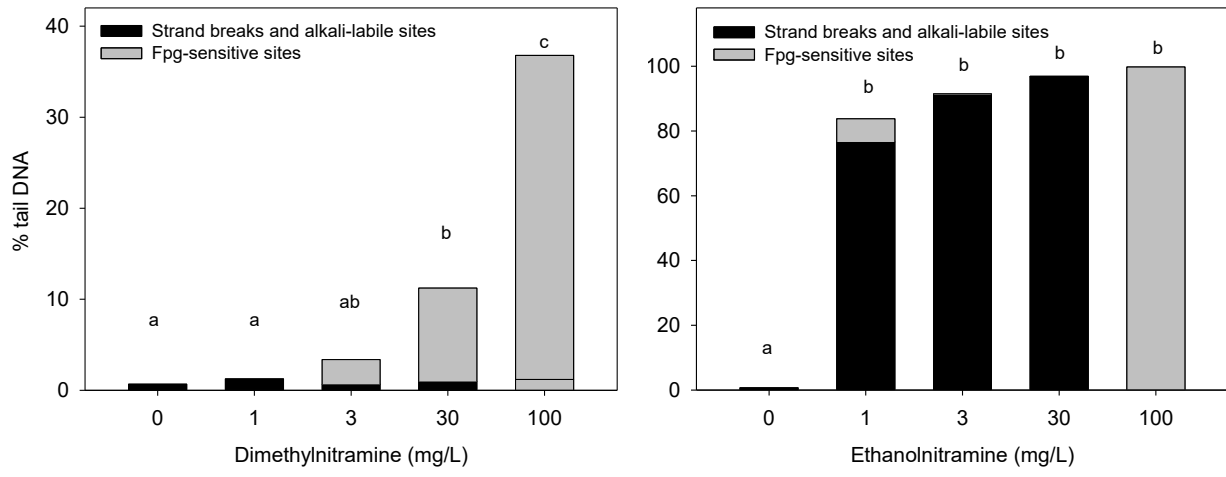 % tail DNA
40
30
20
10
0
Strand breaks and alkali-labile sites
Fpg-sensitive sites
a
a
ab
b
c
0 1 3 30 100
Dimethylnitramine (mg/L)
100
80
60
40
20
0
Strand breaks and alkali-labile sites
Fpg-sensitive sites
a
b
b
b
b
0 1 3 30 100
Ethanolnitramine (mg/L)